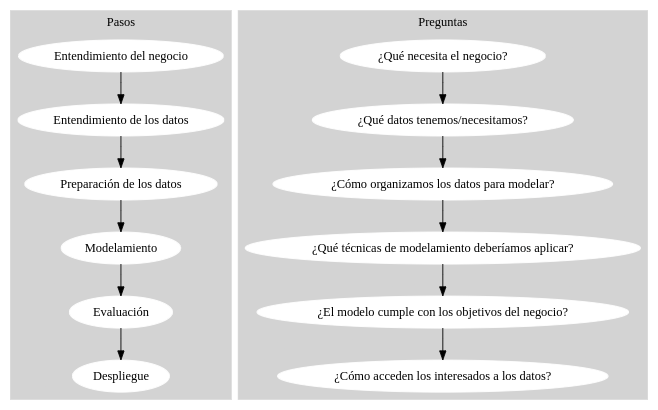 Pasos
Entendimiento del negocio
Entendimiento de los datos
Preparación de los datos
Modelamiento
Evaluación
Despliegue
Preguntas
¿Qué necesita el negocio?
¿Qué datos tenemos/necesitamos?
¿Cómo organizamos los datos para modelar?
¿Qué técnicas de modelamiento deberíamos aplicar?
¿El modelo cumple con los objetivos del negocio?
¿Cómo acceden los interesados a los datos?